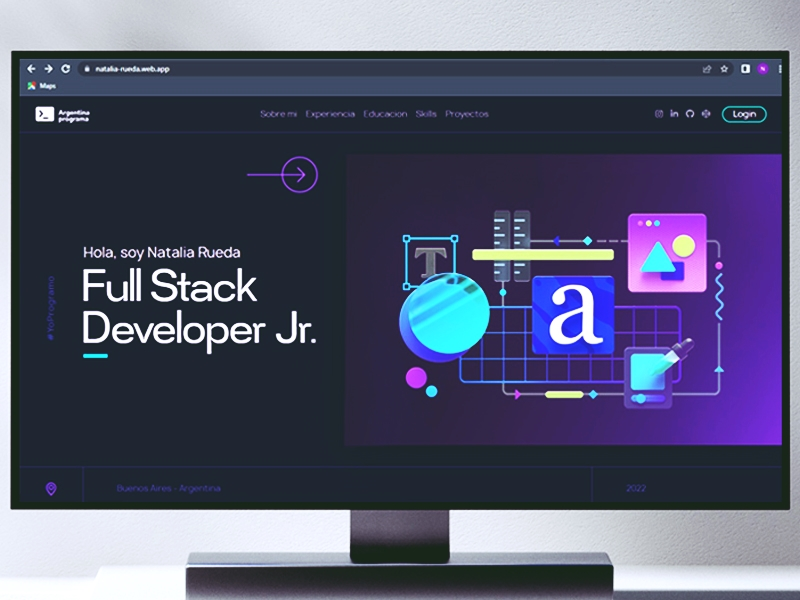 natalia-rueda.web.app
Maps
Argentina
programa
Sobre mi Experiencia Educacion Skills Proyectos
Login
Hola, soy Natalia Rueda
Full Stack
Developer Jr.
#YoProgramo
T
a
Buenos Aires - Argentina
2022